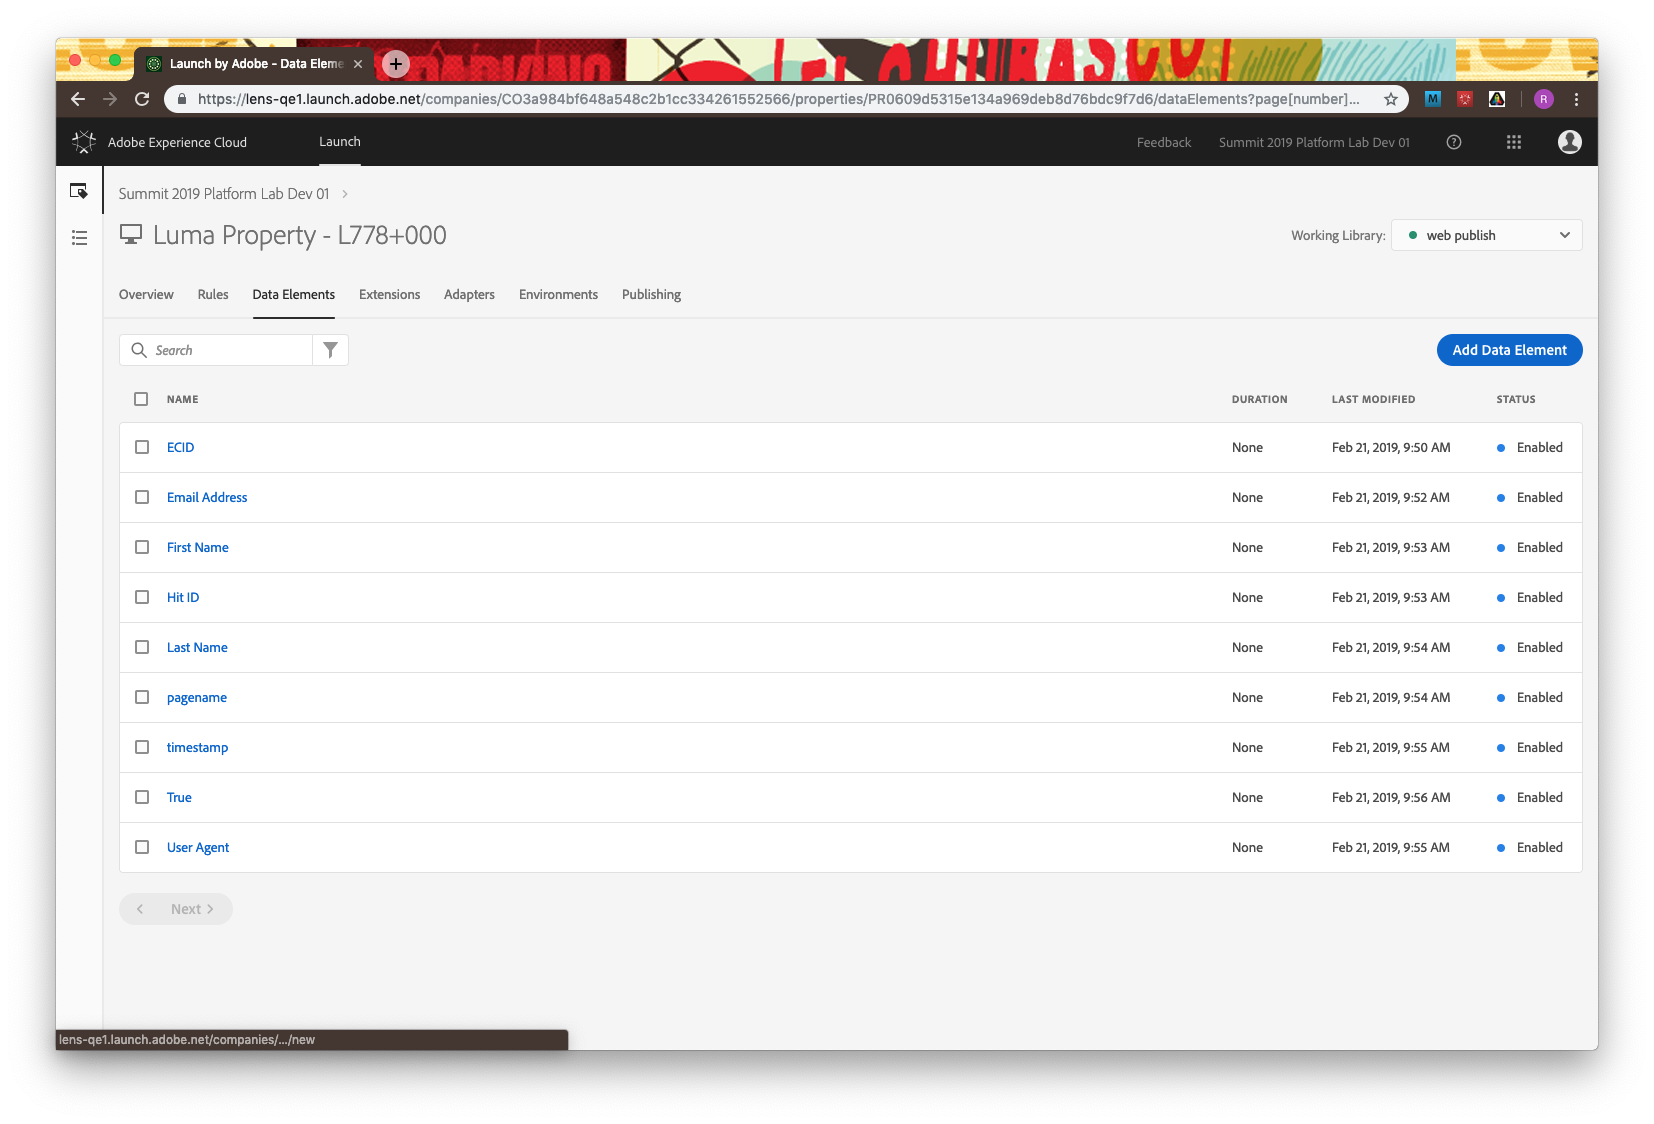 Launch by Adobe - Data Eleme
https://lens-qe1.launch.adobe.net/companies/CO3a984bf648a548c2b1cc334261552566/properties/PR0609d5315e134a969deb8d76bdc9f7d6/dataElements?page[number]...
M
R
Adobe Experience Cloud
Launch
Feedback
Summit 2019 Platform Lab Dev 01
Summit 2019 Platform Lab Dev 01
Luma Property - L778+000
Working Library: web publish
Overview Rules Data Elements Extensions Adapters Environments Publishing
Search
Add Data Element
NAME DURATION LAST MODIFIED STATUS
ECID None Feb 21, 2019, 9:50 AM Enabled
Email Address None Feb 21, 2019, 9:52 AM Enabled
First Name None Feb 21, 2019, 9:53 AM Enabled
Hit ID None Feb 21, 2019, 9:53 AM Enabled
Last Name None Feb 21, 2019, 9:54 AM Enabled
pagename None Feb 21, 2019, 9:54 AM Enabled
timestamp None Feb 21, 2019, 9:55 AM Enabled
True None Feb 21, 2019, 9:56 AM Enabled
User Agent None Feb 21, 2019, 9:55 AM Enabled
Next
lens-qe1.launch.adobe.net/companies/.../new